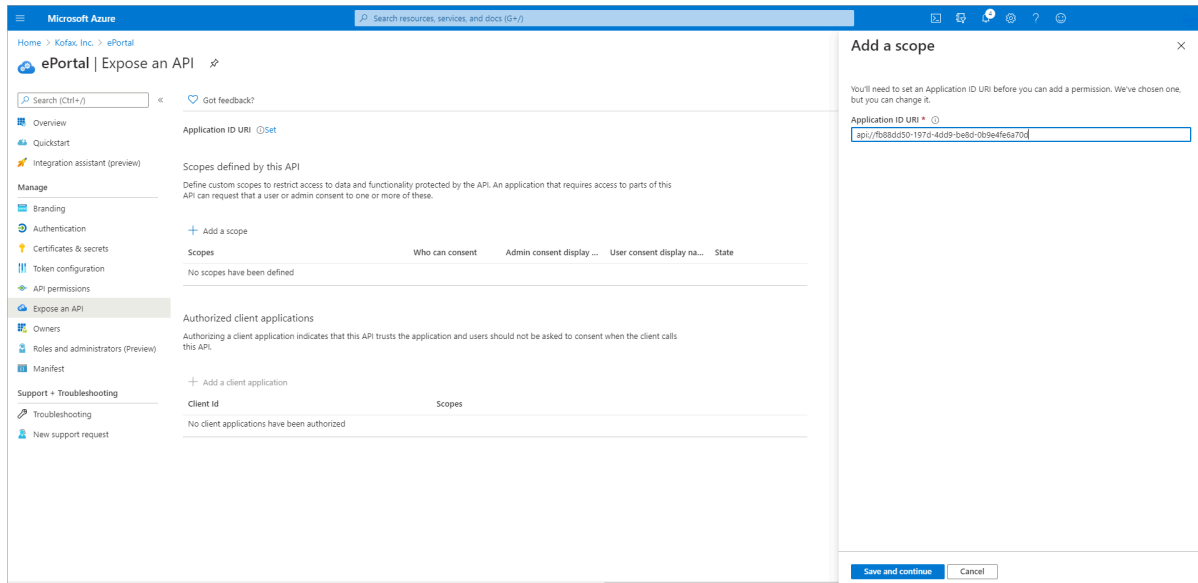 Microsoft Azure
Search resources, services, and docs (G+/)
4
Home > Kofax, Inc. > ePortal
ePortal | Expose an API
Search (Ctrl+/)
«
Overview
Quickstart
Integration assistant (preview)
Manage
Branding
Authentication
Certificates & secrets
Token configuration
API permissions
Expose an API
Owners
Roles and administrators (Preview)
Manifest
Support + Troubleshooting
Troubleshooting
New support request
Got feedback?
Application ID URI Set
Scopes defined by this API
Define custom scopes to restrict access to data and functionality protected by the API. An application that requires access to parts of this
API can request that a user or admin consent to one or more of these.
+ Add a scope
Scopes Who can consent Admin consent display ... User consent display na... State
No scopes have been defined
Authorized client applications
Authorizing a client application indicates that this API trusts the application and users should not be asked to consent when the client calls
this API.
+ Add a client application
Client Id Scopes
No client applications have been authorized
Add a scope
You'll need to set an Application ID URI before you can add a permission. We've chosen one,
but you can change it.
Application ID URI *
api://fb88dd50-197d-4dd9-be8d-0b9e4fe6a70d
Save and continue Cancel